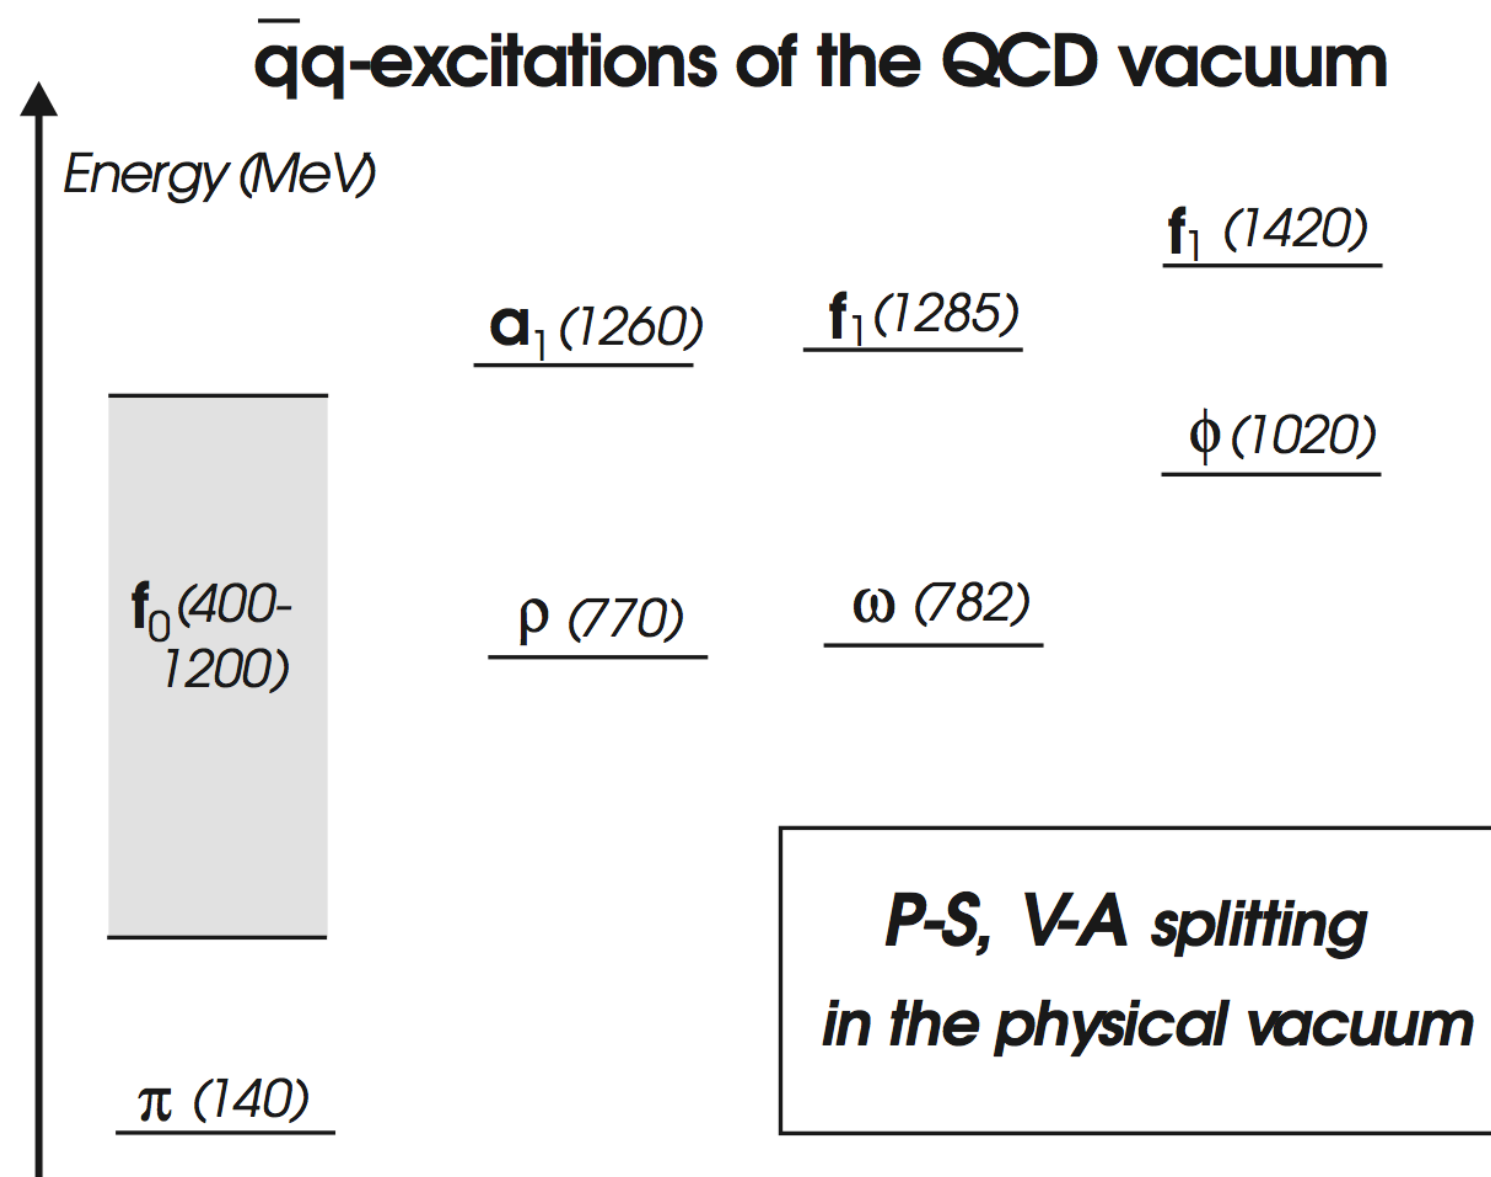 q̅q-excitations of the QCD vacuum
Energy (MeV)
f₁ (1420)
a₁ (1260)
f₁ (1285)
ϕ (1020)
f₀ (400-
1200)
ρ (770)
ω (782)
P-S, V-A splitting
in the physical vacuum
π (140)